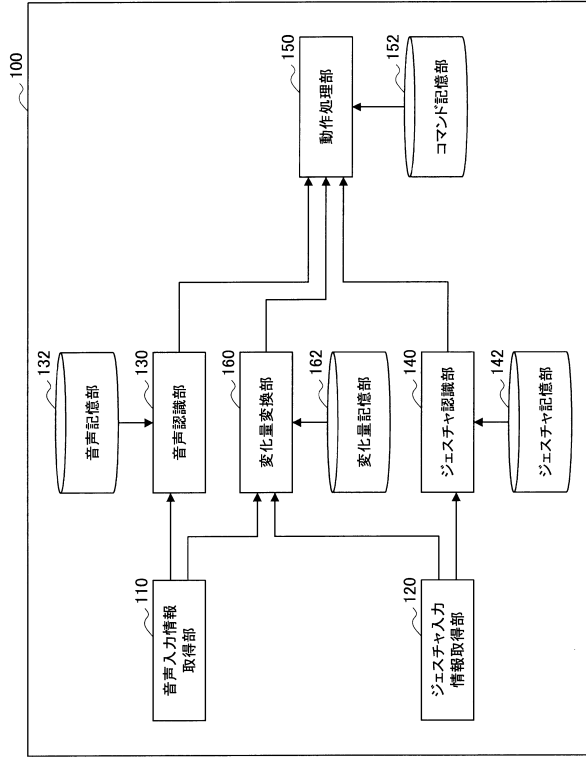 100
110
音声入力情報
取得部
120
ジェスチャ入力
情報取得部
132
音声記憶部
130
音声認識部
160
変化量変換部
162
変化量記憶部
140
ジェスチャ認識部
142
ジェスチャ記憶部
150
動作処理部
152
コマンド記憶部